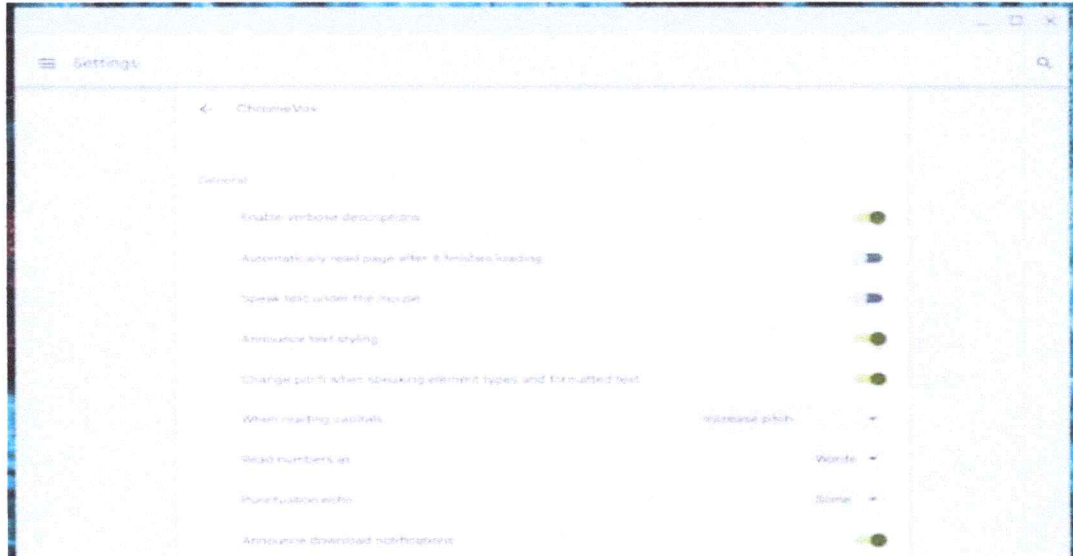 Settings
ChromeVox
General
Enable verbose descriptions
Automatically read page after it finishes loading
Speak text under the mouse
Announce text styling
Change pitch when speaking element types and formatted text
When reading capitals
Increase pitch
Read numbers as
Words
Punctuation echo
Some
Announce download notifications